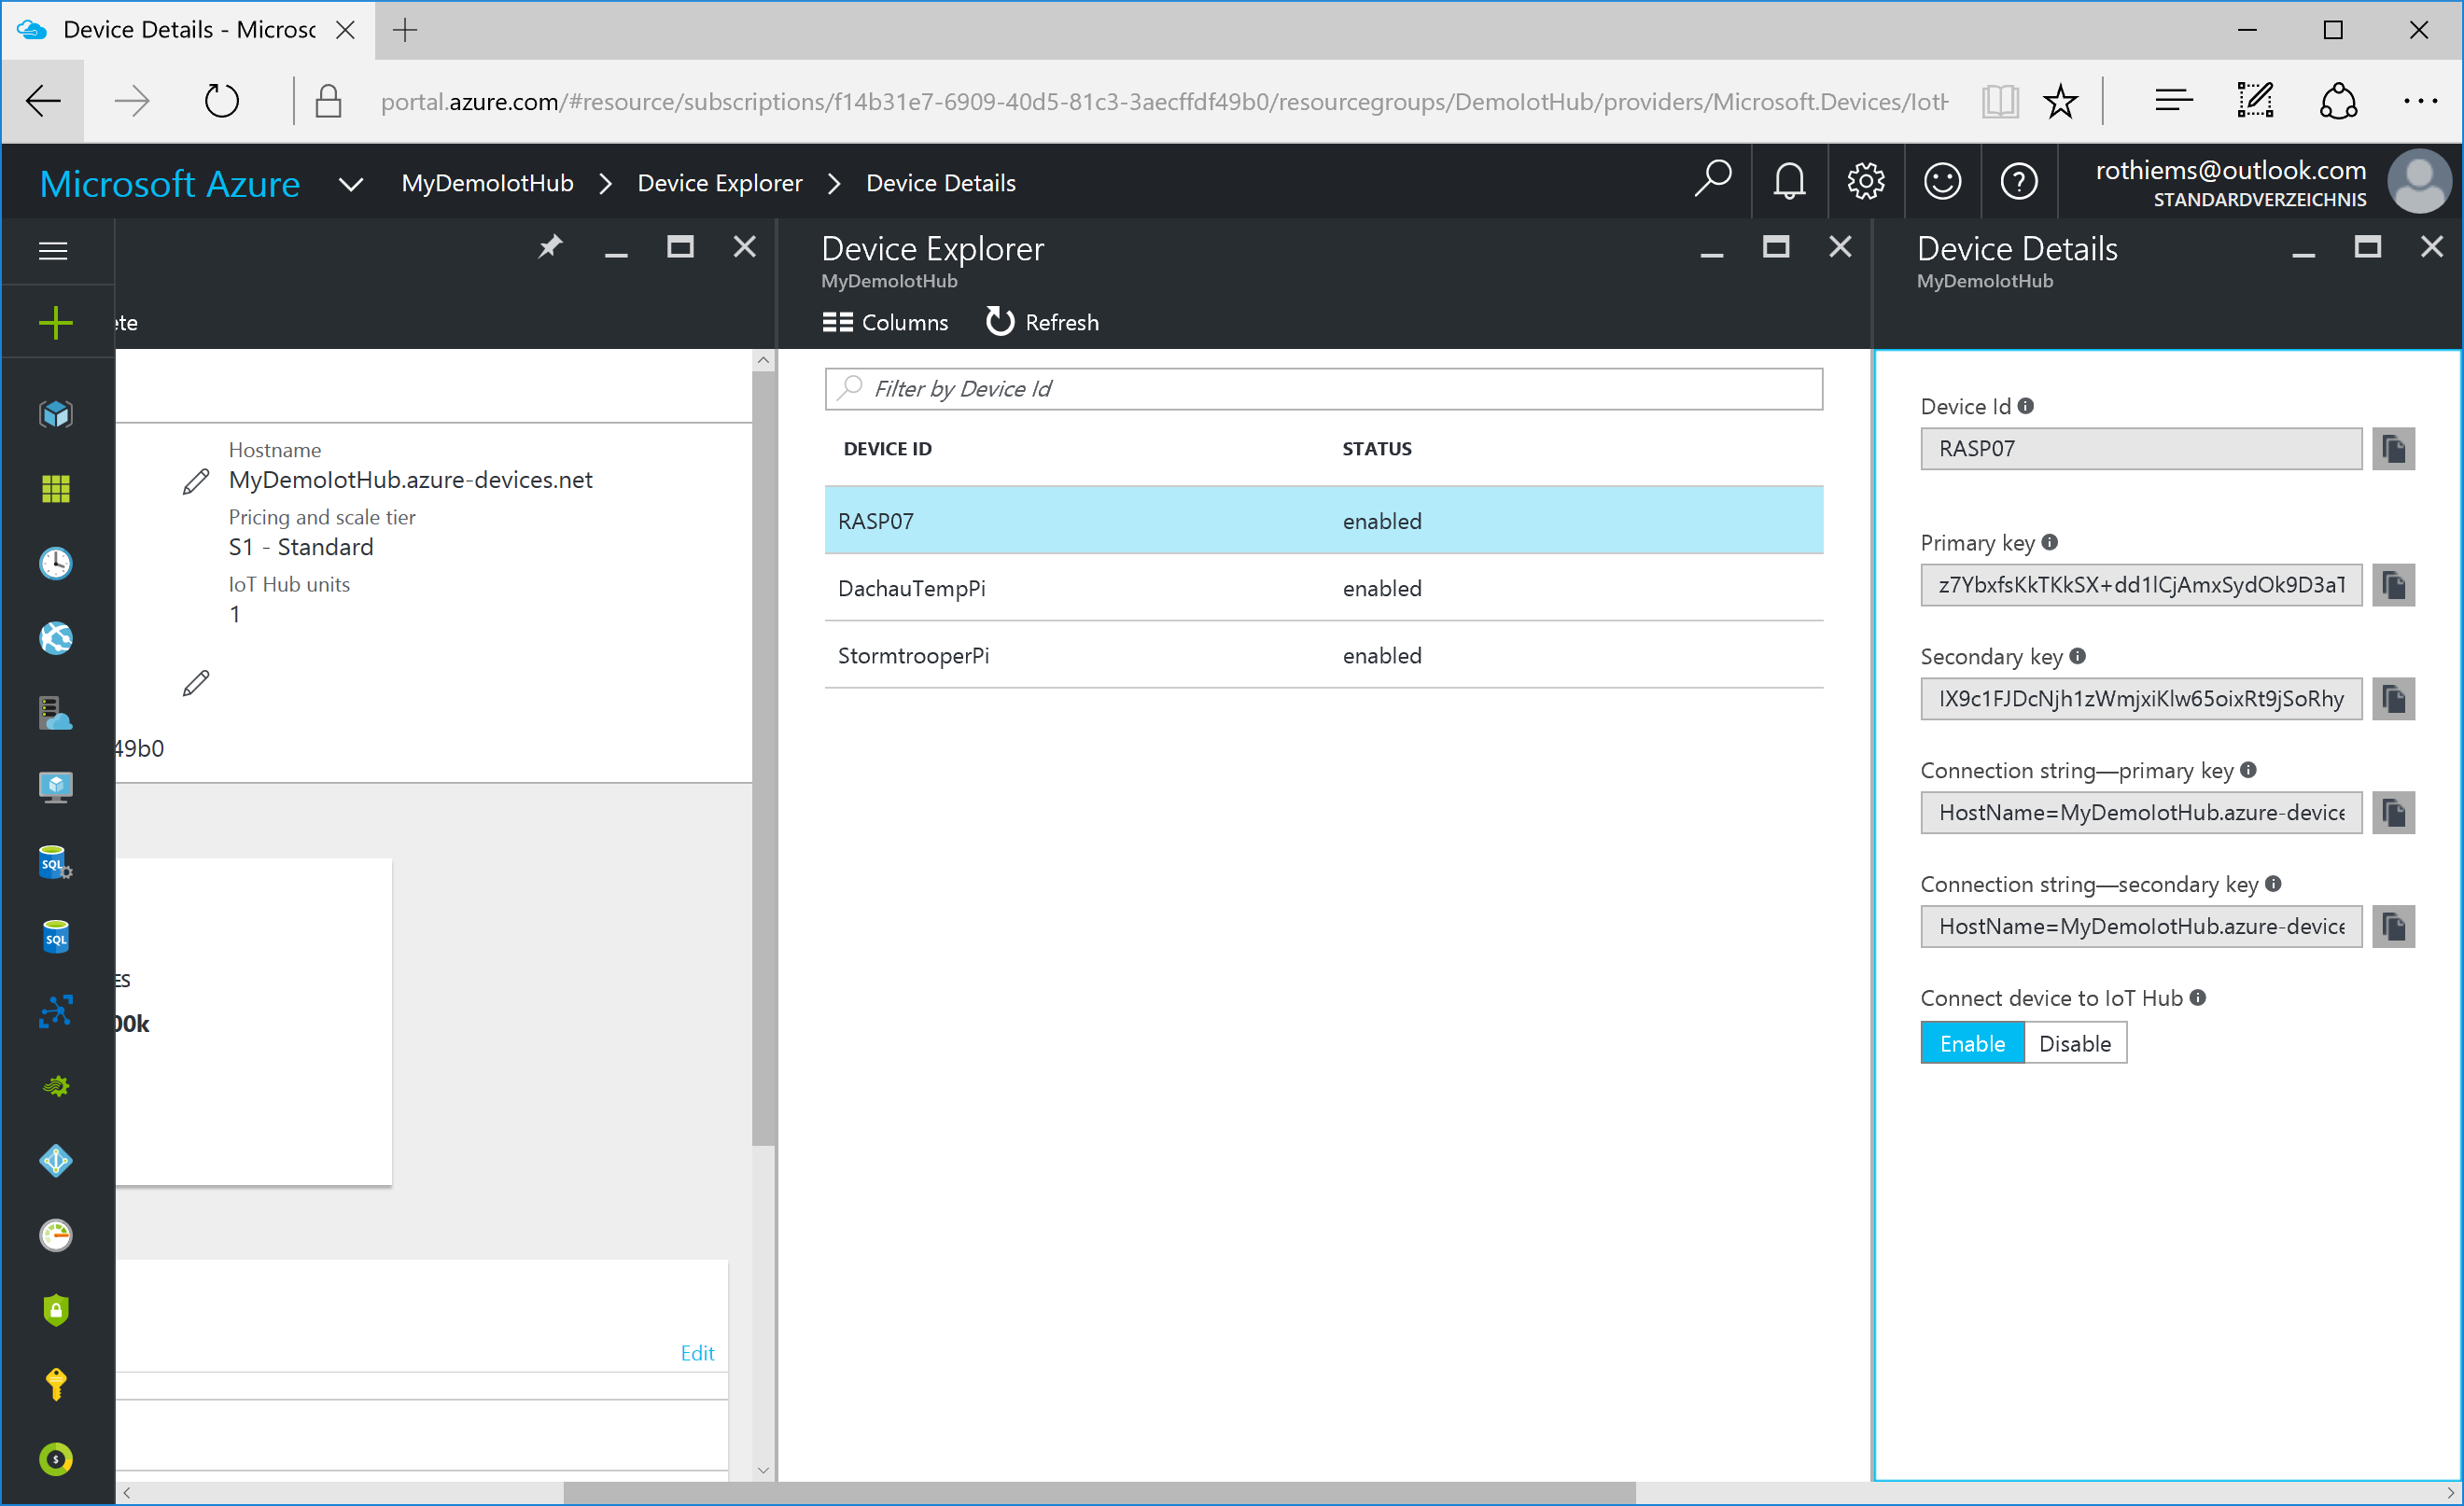 Device Details - Microsc
portal.azure.com/#resource/subscriptions/f14b31e7-6909-40d5-81c3-3aecffdf49b0/resourcegroups/DemoIotHub/providers/Microsoft.Devices/IotH
Microsoft Azure
MyDemoIotHub > Device Explorer > Device Details
rothiems@outlook.com
STANDARDVERZEICHNIS
ete
Hostname
MyDemoIotHub.azure-devices.net
Pricing and scale tier
S1 - Standard
IoT Hub units
1
49b0
ES
00k
Edit
Device Explorer
MyDemoIotHub
Columns
Refresh
Filter by Device Id
DEVICE ID STATUS
RASP07 enabled
DachauTempPi enabled
StormtrooperPi enabled
Device Details
MyDemoIotHub
Device Id
RASP07
Primary key
z7YbxfsKkTKkSX+dd1lCjAmxSydOk9D3aT
Secondary key
IX9c1FJDcNjh1zWmjxiKlw65oixRt9jSoRhy
Connection string—primary key
HostName=MyDemoIotHub.azure-device
Connection string—secondary key
HostName=MyDemoIotHub.azure-device
Connect device to IoT Hub
Enable Disable
SQL
SQL